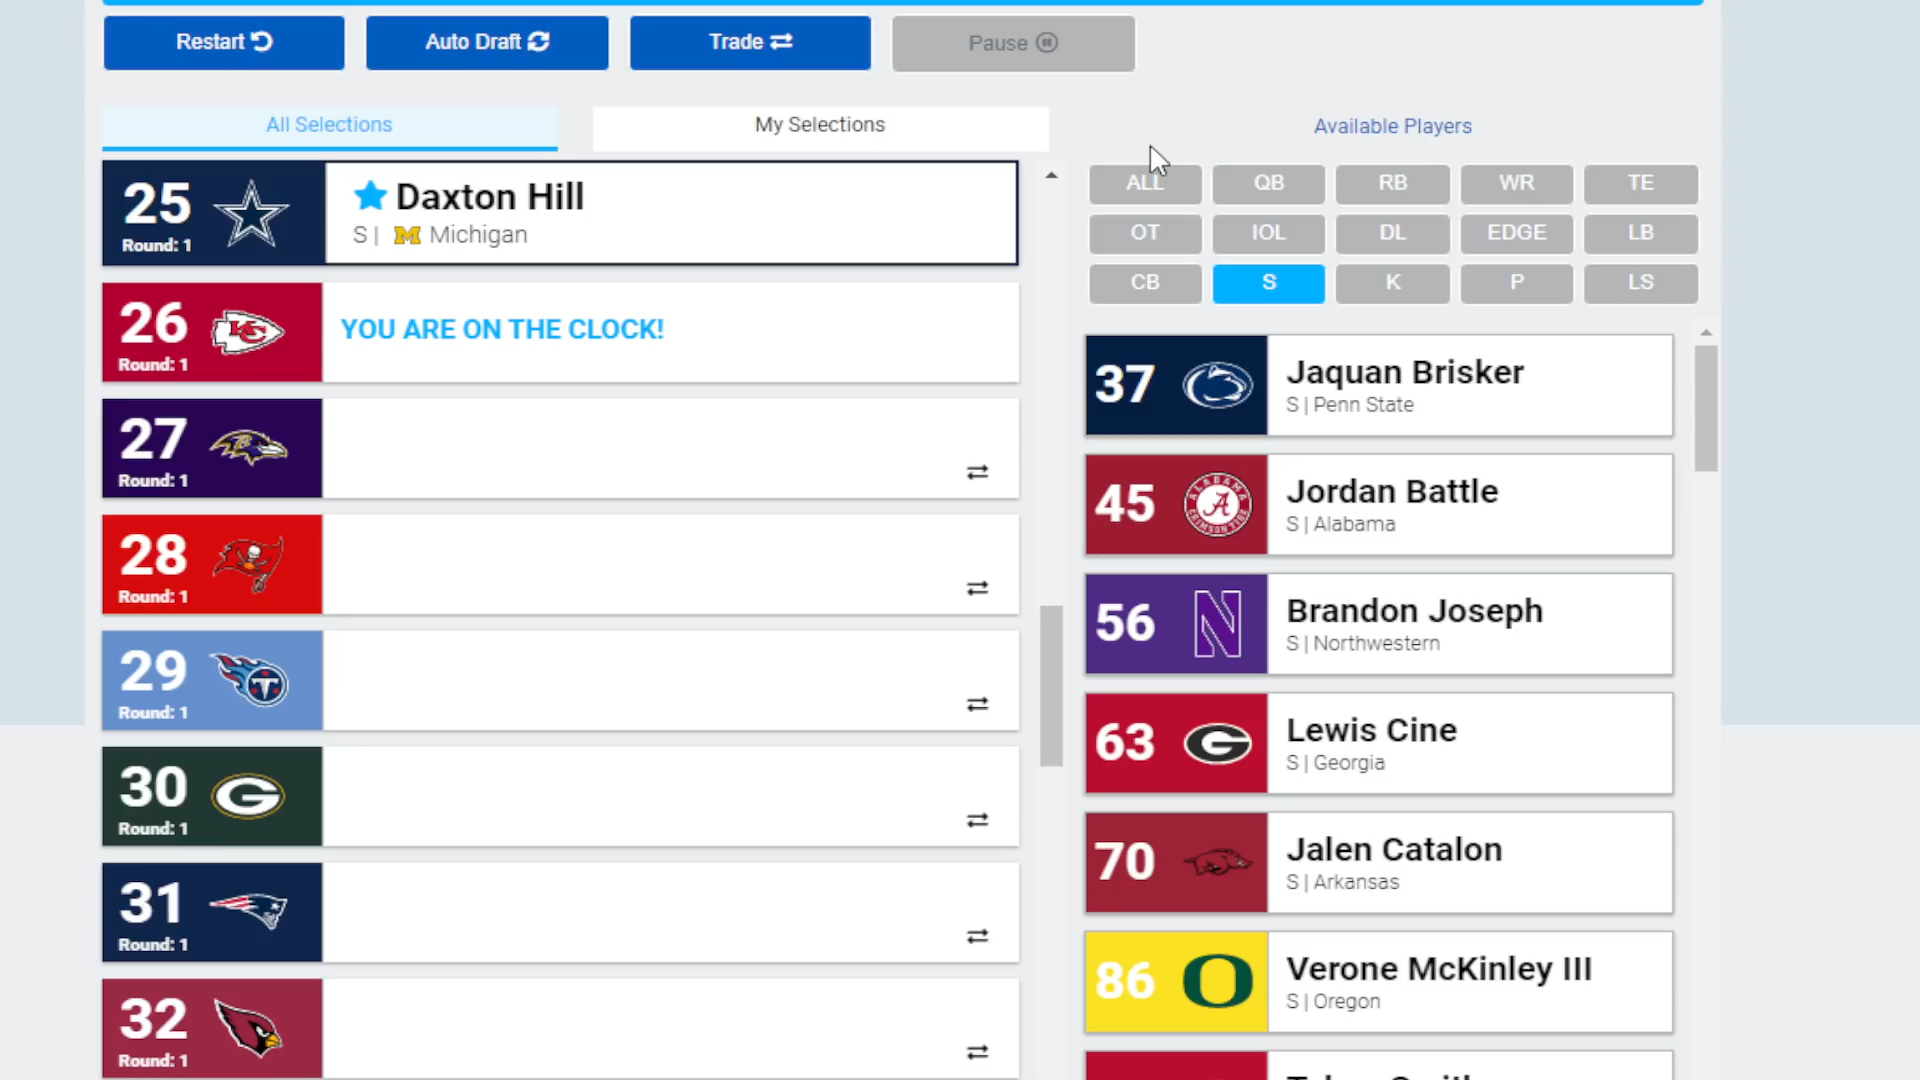 Restart
Auto Draft
Trade
Pause
All Selections
My Selections
Available Players
25
Round: 1
Daxton Hill
S | M Michigan
26
KC
Round: 1
YOU ARE ON THE CLOCK!
27
Round: 1
28
Round: 1
29
T
Round: 1
30
G
Round: 1
31
Round: 1
32
Round: 1
ALL
QB
RB
WR
TE
OT
IOL
DL
EDGE
LB
CB
S
K
P
LS
37
Jaquan Brisker
S | Penn State
45
ALABAMA
A
CRIMSON TIDE
Jordan Battle
S | Alabama
56
N
Brandon Joseph
S | Northwestern
63
G
Lewis Cine
S | Georgia
70
Jalen Catalon
S | Arkansas
86
O
Verone McKinley III
S | Oregon